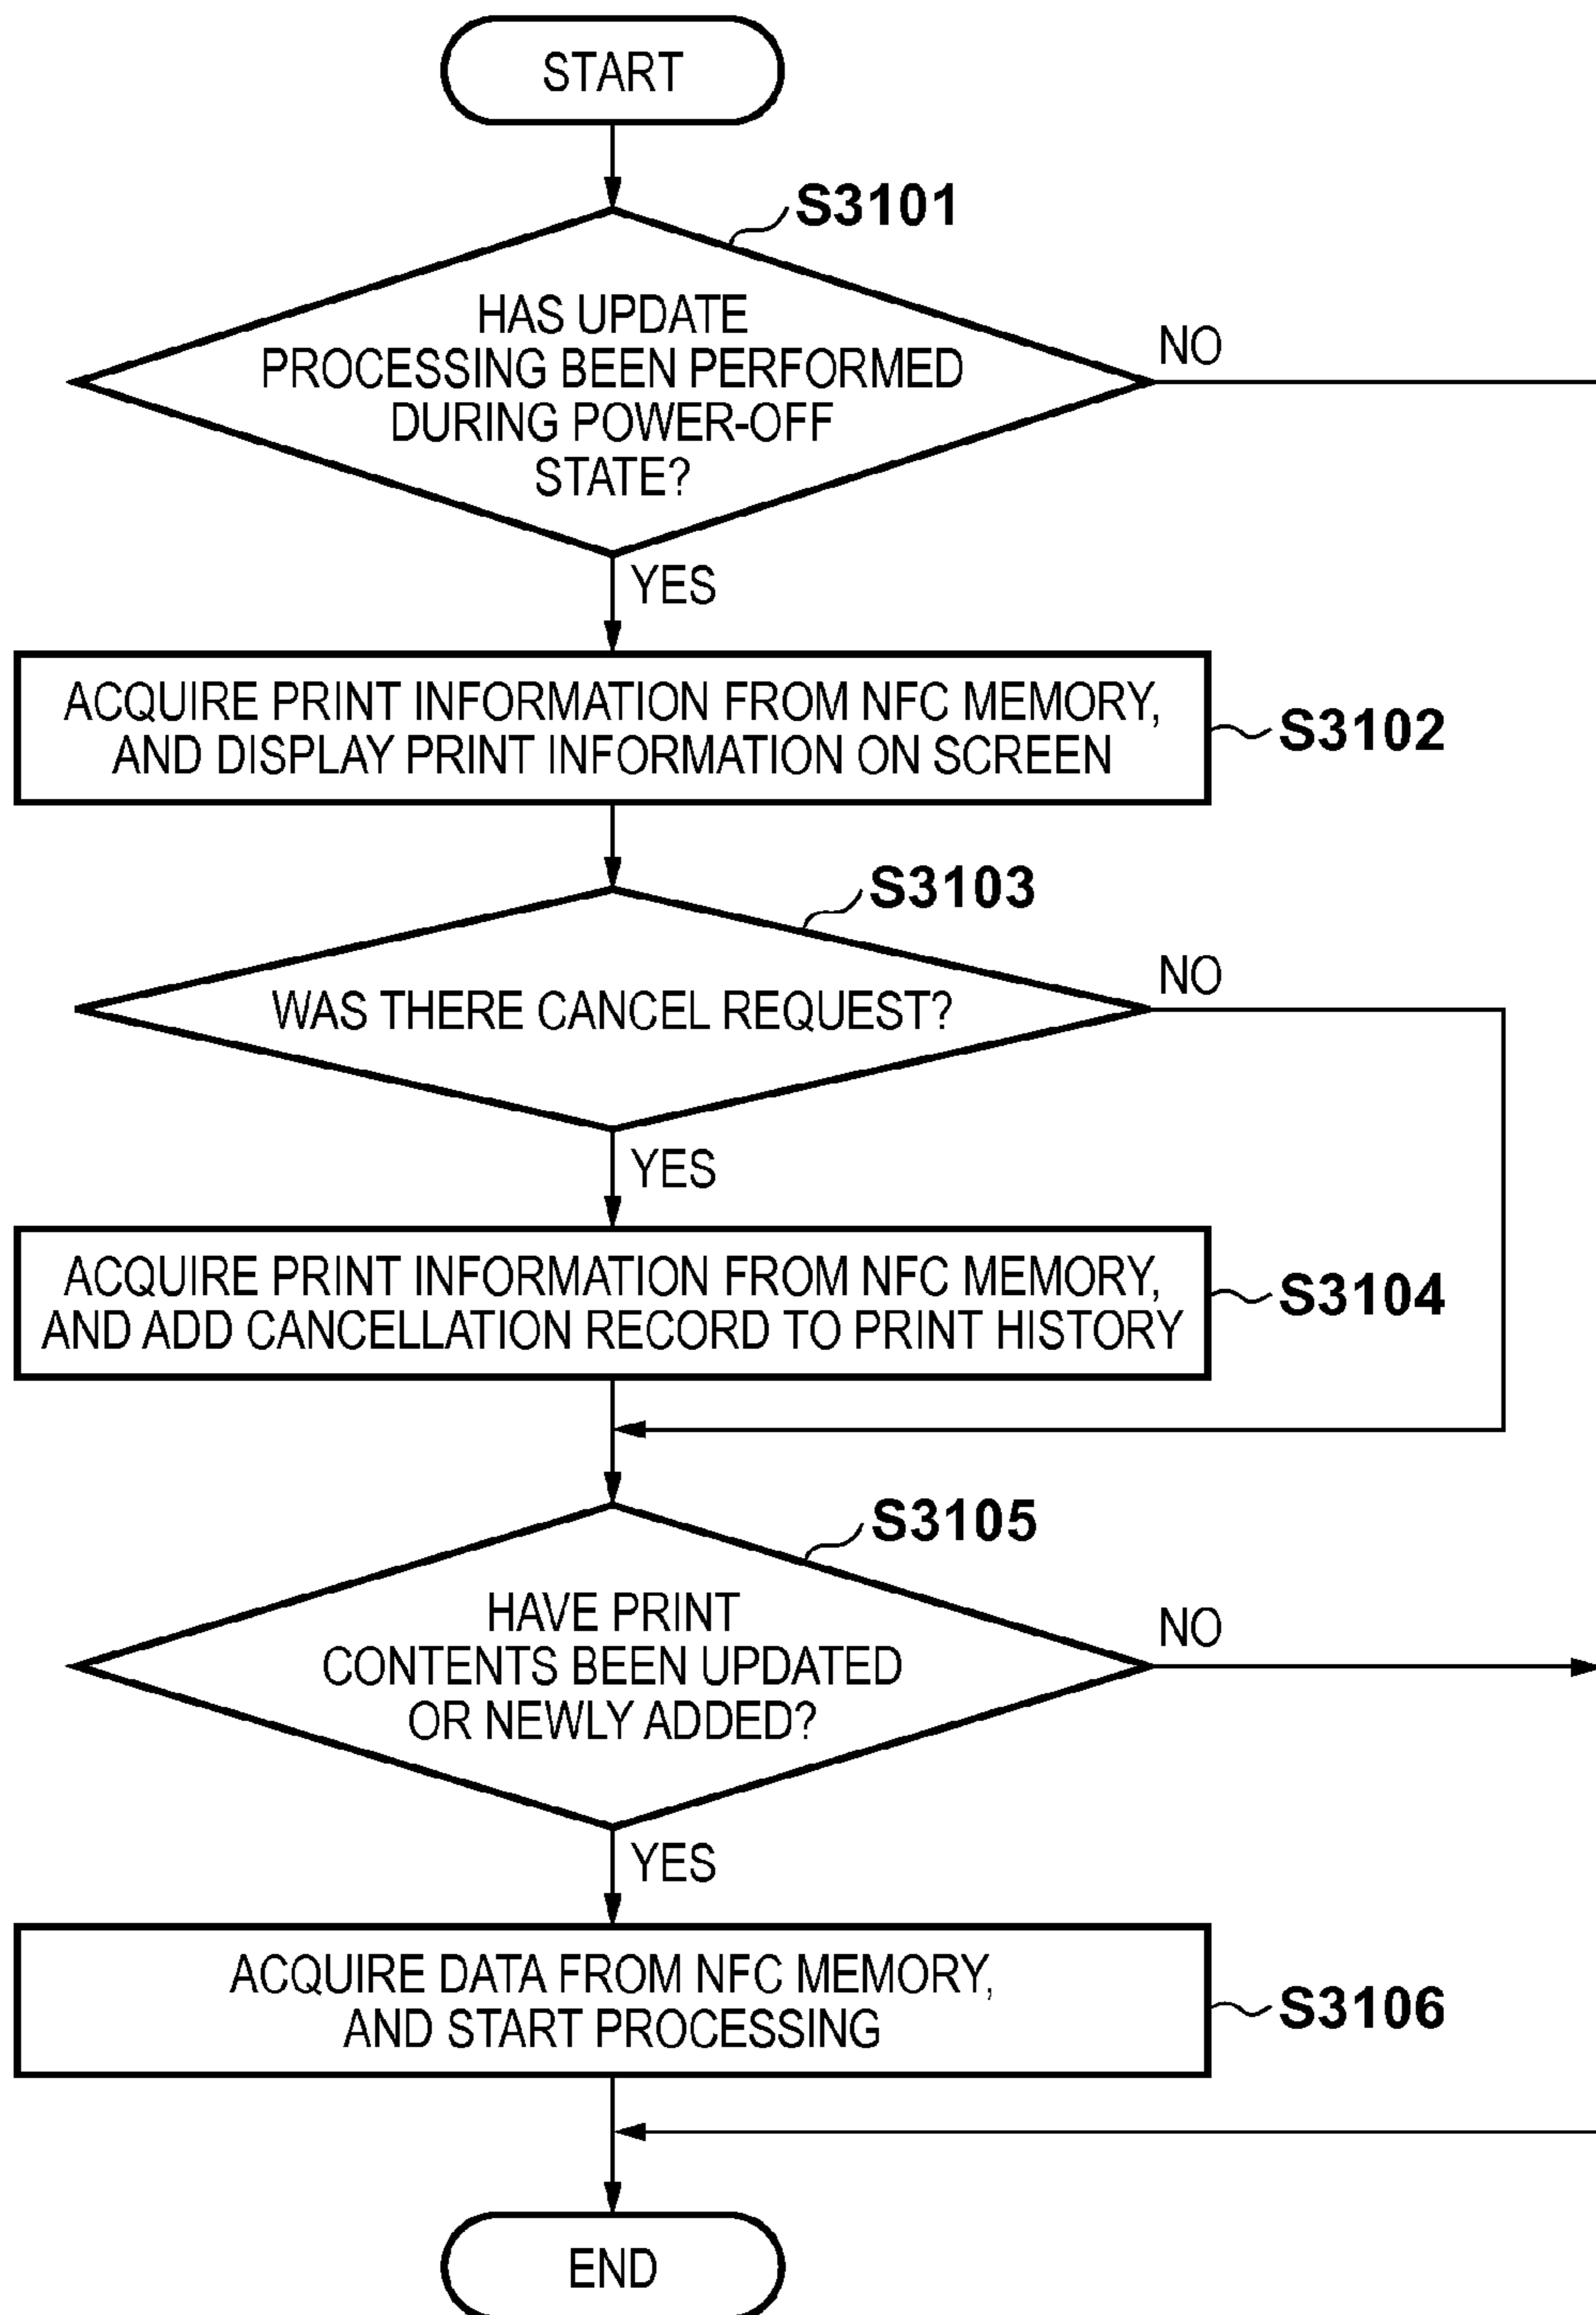 START
S3101
HAS UPDATE
PROCESSING BEEN PERFORMED
DURING POWER-OFF
STATE?
NO
YES
ACQUIRE PRINT INFORMATION FROM NFC MEMORY,
AND DISPLAY PRINT INFORMATION ON SCREEN
S3102
S3103
WAS THERE CANCEL REQUEST?
NO
YES
ACQUIRE PRINT INFORMATION FROM NFC MEMORY,
AND ADD CANCELLATION RECORD TO PRINT HISTORY
S3104
S3105
HAVE PRINT
CONTENTS BEEN UPDATED
OR NEWLY ADDED?
NO
YES
ACQUIRE DATA FROM NFC MEMORY,
AND START PROCESSING
S3106
END